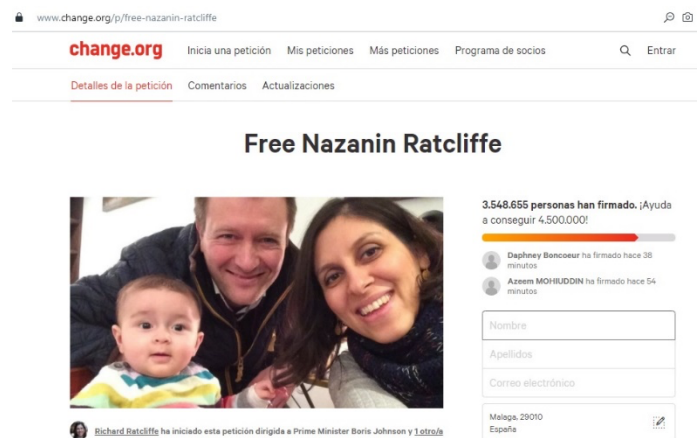 www.change.org/p/free-nazanin-ratcliffe
change.org Inicia una petición Mis peticiones Más peticiones Programa de socios Entrar
Detalles de la petición Comentarios Actualizaciones
Free Nazanin Ratcliffe
3.548.655 personas han firmado. ¡Ayuda
a conseguir 4.500.000!
Daphney Boncoeur ha firmado hace 38
minutos
Azeem MOHIUDDIN ha firmado hace 54
minutos
Nombre
Apellidos
Correo electrónico
Malaga, 29010
España
Richard Ratcliffe ha iniciado esta petición dirigida a Prime Minister Boris Johnson y 1 otro/a